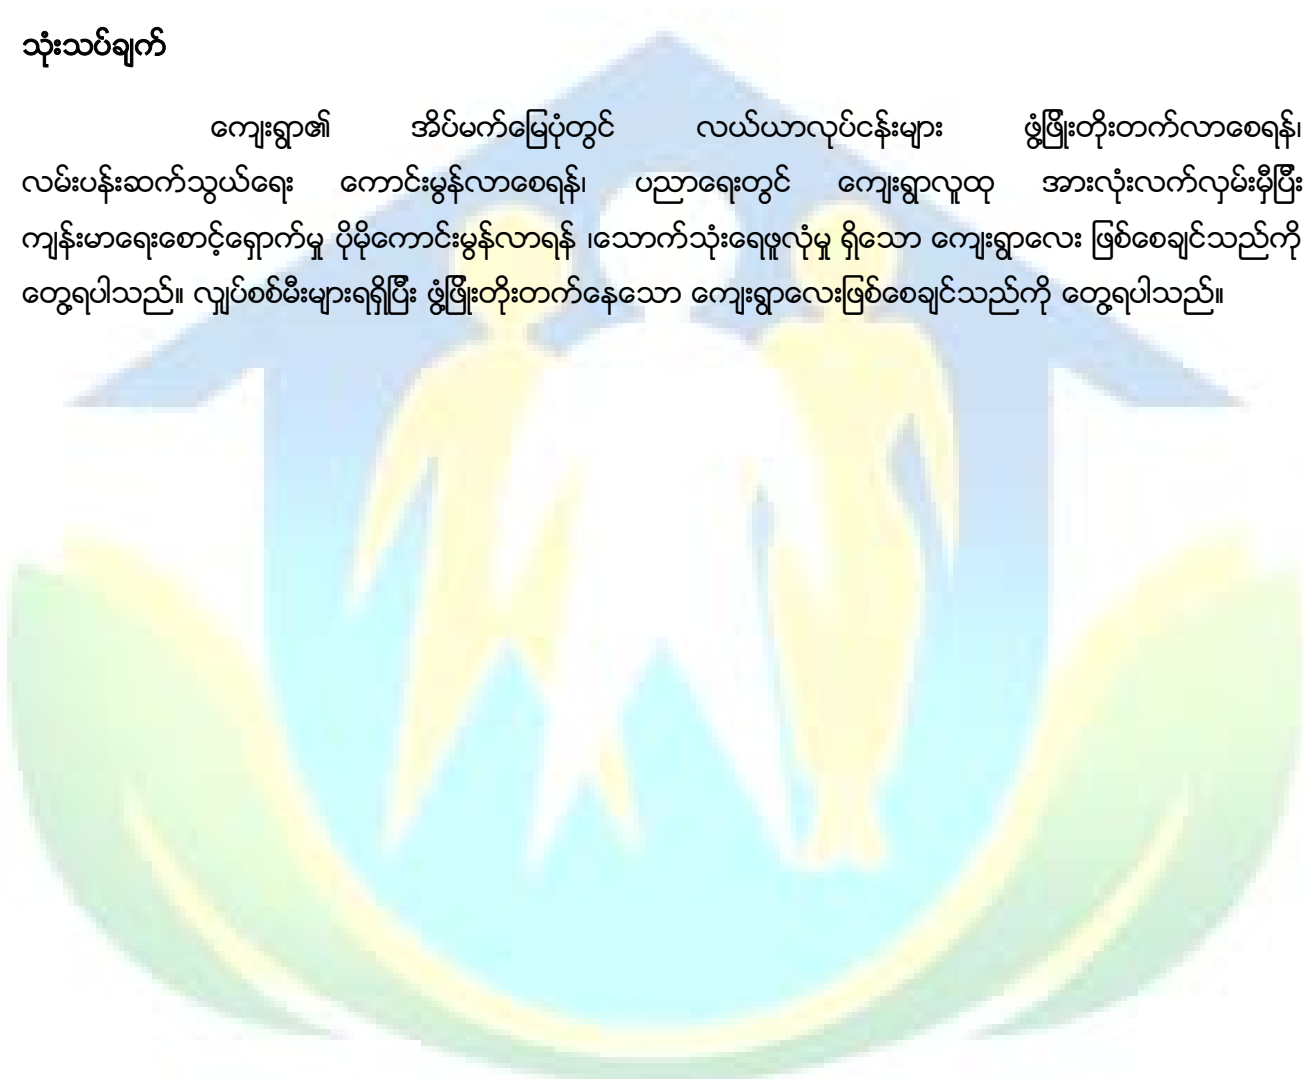 သုံးသပ်ချက်
ကျေးရွာ၏ အိပ်မက်မြေပုံတွင် လယ်ယာလုပ်ငန်းများ ဖွံ့ဖြိုးတိုးတက်လာစေရန်၊
လမ်းပန်းဆက်သွယ်ရေး ကောင်းမွန်လာစေရန်၊ ပညာရေးတွင် ကျေးရွာလူထု အားလုံးလက်လှမ်းမှီပြီး
ကျန်းမာရေးစောင့်ရှောက်မှု ပိုမိုကောင်းမွန်လာရန် ၊သောက်သုံးရေဖူလုံမှု ရှိသော ကျေးရွာလေး ဖြစ်စေချင်သည်ကို
တွေ့ရပါသည်။ လျှပ်စစ်မီးများရရှိပြီး ဖွံ့ဖြိုးတိုးတက်နေသော ကျေးရွာလေးဖြစ်စေချင်သည်ကို တွေ့ရပါသည်။